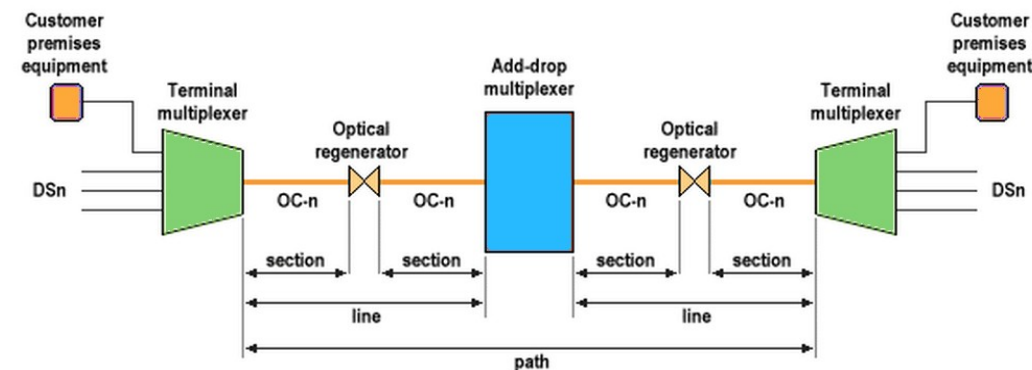 Customer
premises
equipment
Terminal
multiplexer
DSn
Optical
regenerator
OC-n
OC-n
Add-drop
multiplexer
Optical
regenerator
OC-n
OC-n
Terminal
multiplexer
Customer
premises
equipment
DSn
section
section
section
section
line
line
path